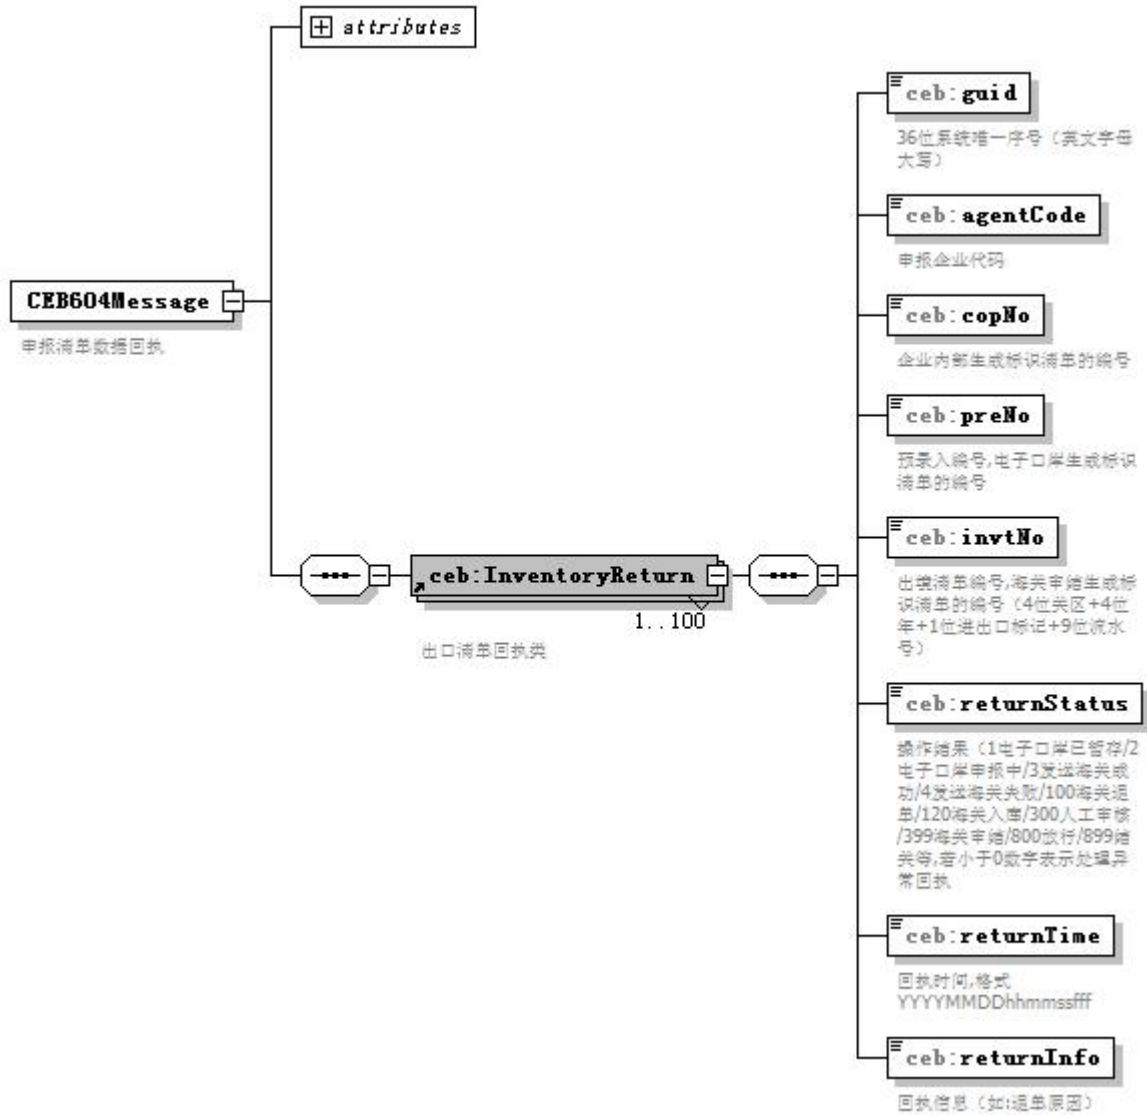 attributes
ceb:guid
36位系统唯一序号（英文字母
大写）
ceb:agentCode
申报企业代码
CEB604Message
申报清单数据回执
ceb:copNo
企业内部生成标识清单的编号
ceb:preNo
预录入编号,电子口岸生成标识
清单的编号
ceb:invtNo
ceb:InventoryReturn
1..100
出口清单回执类
出境清单编号,海关审结生成标
识清单的编号（4位关区+4位
年+1位进出口标记+9位流水
号）
ceb:returnStatus
操作结果（1电子口岸已暂存/2
电子口岸申报中/3发送海关成
功/4发送海关失败/100海关退
单/120海关入库/300人工审核
/399海关审结/800放行/899结
关等,若小于0数字表示处理异
常回执
ceb:returnTime
回执时间,格式
YYYYMMDDhhmmssfff
ceb:returnInfo
回执信息（如:退单原因）